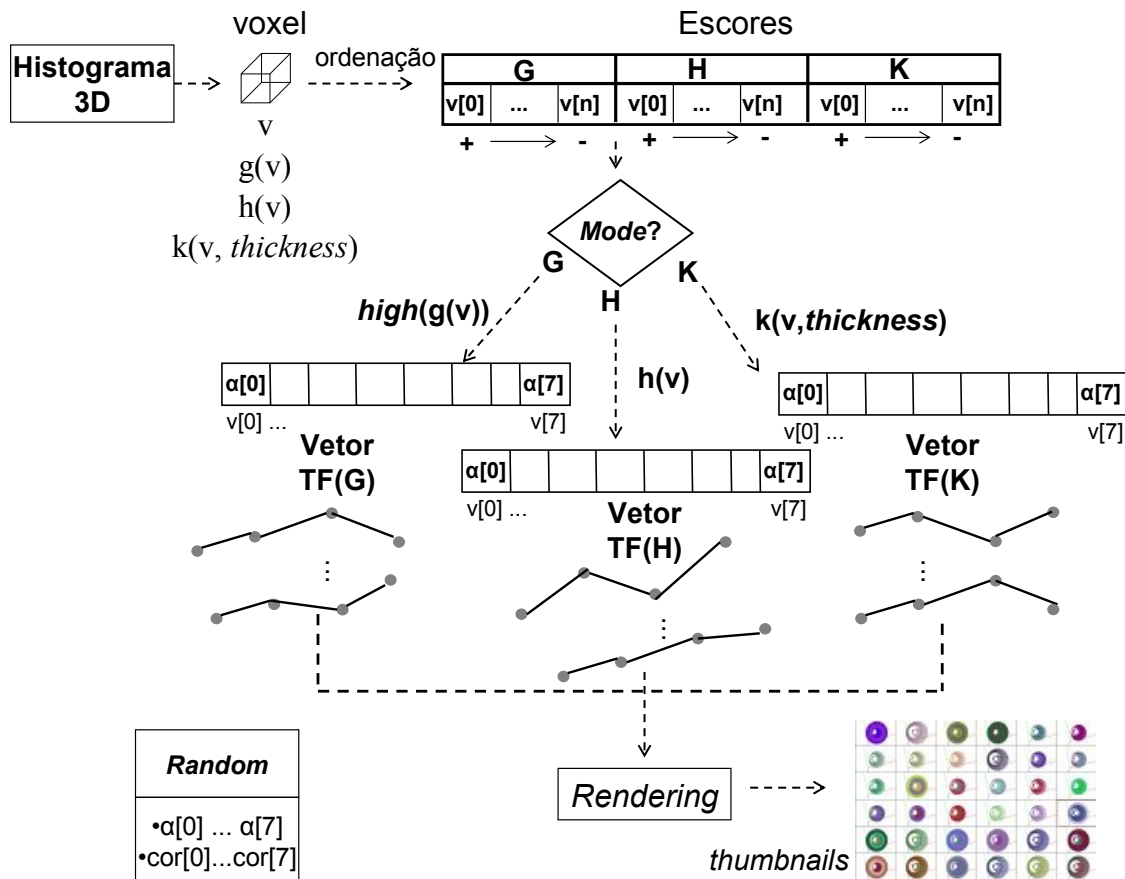 voxel
Escores
Histograma
3D
ordenação
G H K
v[0] ... v[n] v[0] ... v[n] v[0] ... v[n]
+ - + - + -
v
g(v)
h(v)
k(v, thickness)
Mode?
G
H
K
high(g(v))
h(v)
k(v,thickness)
α[0] α[7]
v[0] ... v[7]
Vetor
TF(G)
α[0] α[7]
v[0] ... v[7]
Vetor
TF(H)
α[0] α[7]
v[0] ... v[7]
Vetor
TF(K)
⋮
⋮
⋮
Random
•α[0] ... α[7]
•cor[0]...cor[7]
Rendering
thumbnails